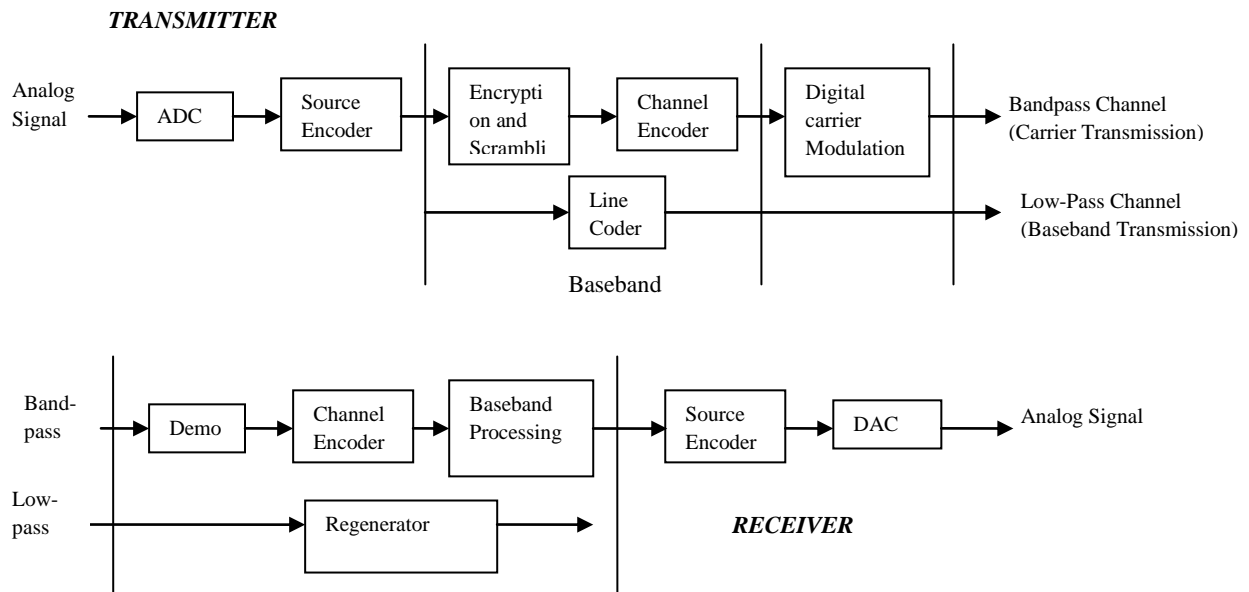 TRANSMITTER
Analog
Signal
ADC
Source
Encoder
Encrypti
on and
Scrambli
Channel
Encoder
Digital
carrier
Modulation
Bandpass Channel
(Carrier Transmission)
Line
Coder
Low-Pass Channel
(Baseband Transmission)
Baseband
Band-
pass
Demo
Channel
Encoder
Baseband
Processing
Source
Encoder
DAC
Analog Signal
Low-
pass
Regenerator
RECEIVER